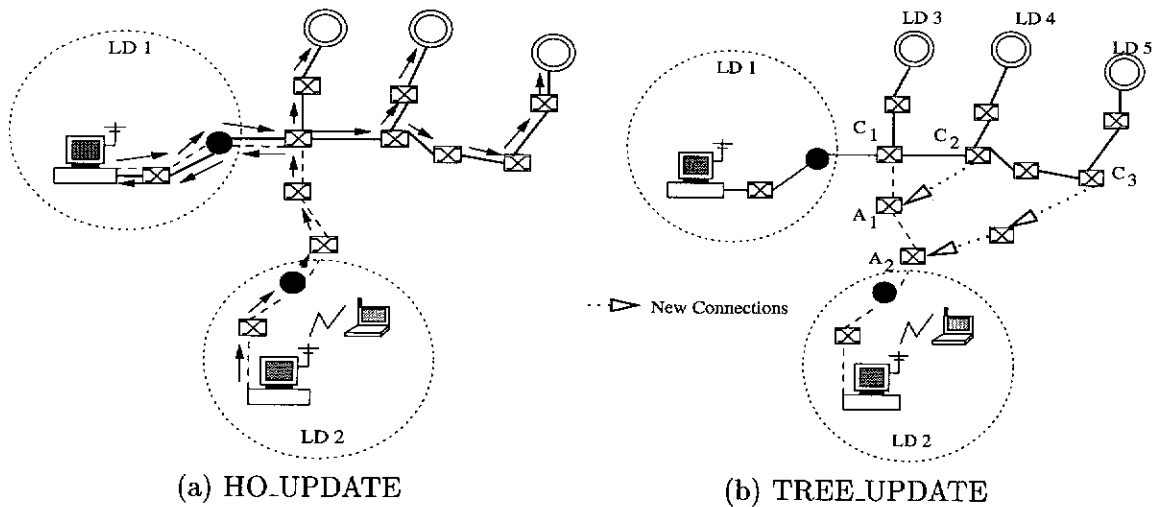 LD 1
LD 2
(a) HO_UPDATE
LD 3
LD 4
LD 5
LD 1
C1
C2
C3
A1
A2
New Connections
LD 2
(b) TREE_UPDATE